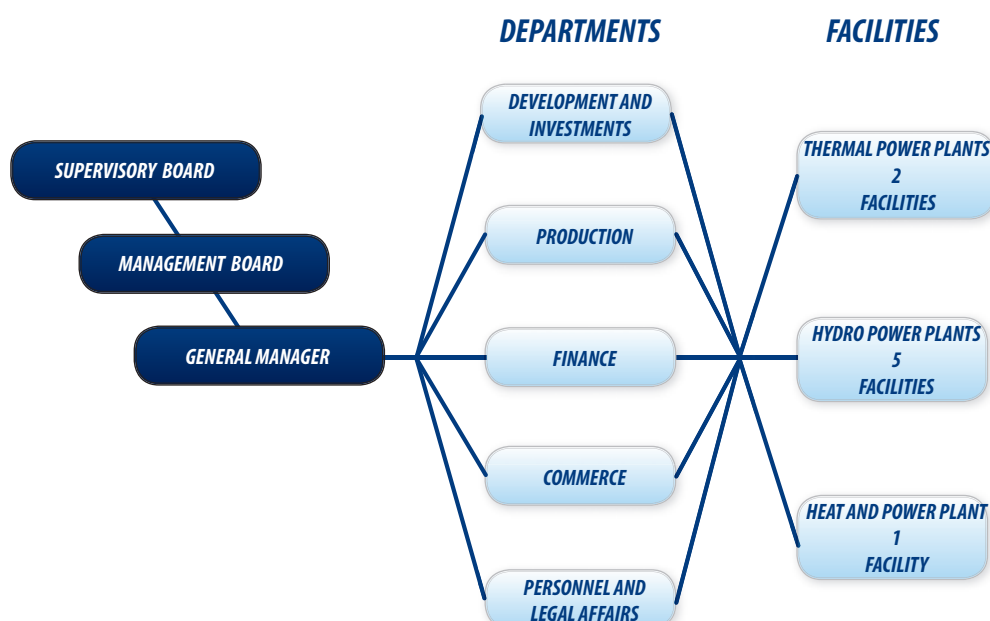 DEPARTMENTS
FACILITIES
SUPERVISORY BOARD
MANAGEMENT BOARD
GENERAL MANAGER
DEVELOPMENT AND
INVESTMENTS
PRODUCTION
FINANCE
COMMERCE
PERSONNEL AND
LEGAL AFFAIRS
THERMAL POWER PLANTS
2
FACILITIES
HYDRO POWER PLANTS
5
FACILITIES
HEAT AND POWER PLANT
1
FACILITY